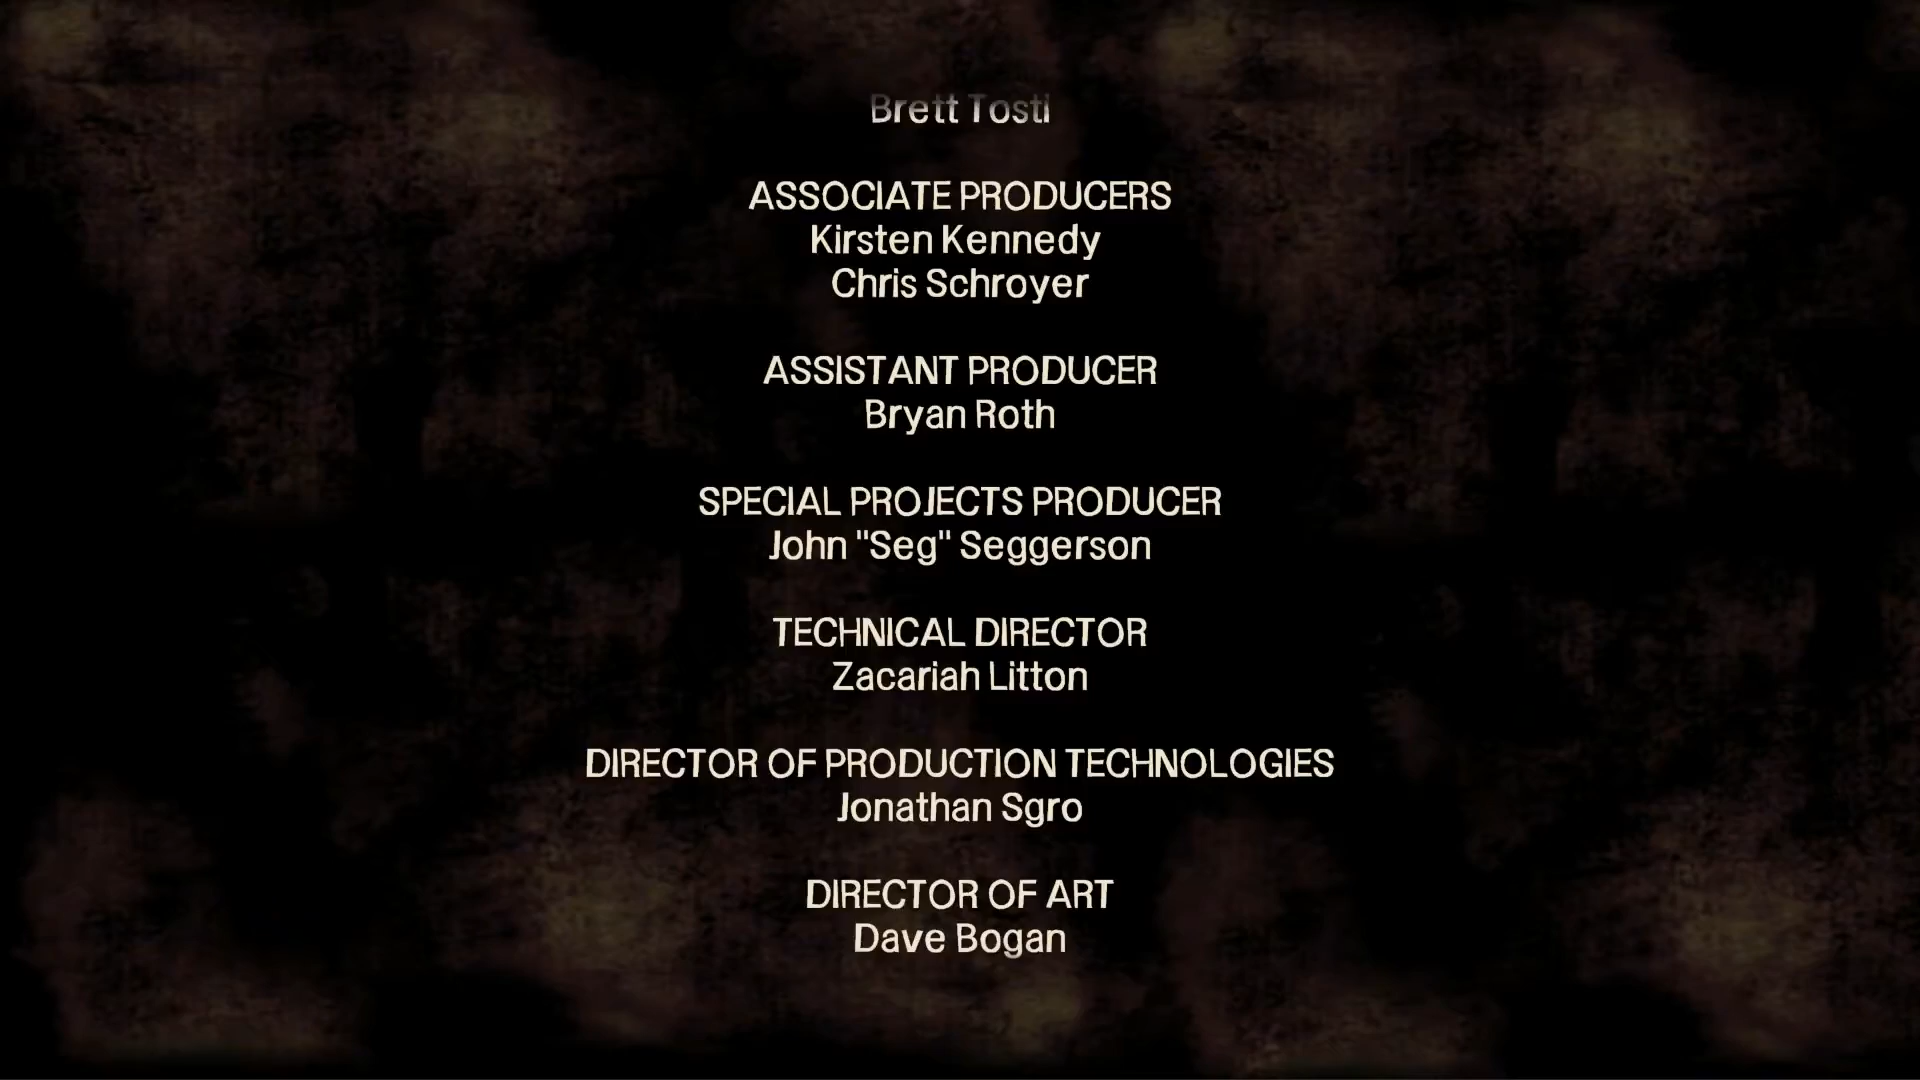 Brett Tosti
ASSOCIATE PRODUCERS
Kirsten Kennedy
Chris Schroyer
ASSISTANT PRODUCER
Bryan Roth
SPECIAL PROJECTS PRODUCER
John "Seg" Seggerson
TECHNICAL DIRECTOR
Zacariah Litton
DIRECTOR OF PRODUCTION TECHNOLOGIES
Jonathan Sgro
DIRECTOR OF ART
Dave Bogan